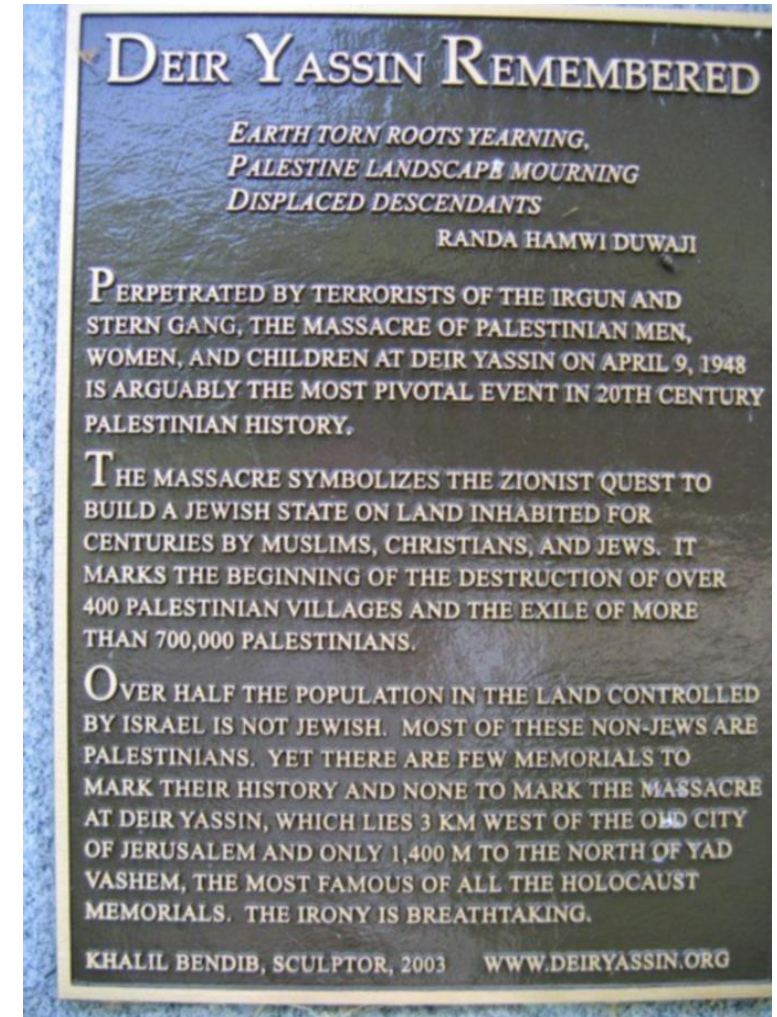 DEIR YASSIN REMEMBERED
EARTH TORN ROOTS YEARNING,
PALESTINE LANDSCAPE MOURNING
DISPLACED DESCENDANTS
RANDA HAMWI DUWAJI
PERPETRATED BY TERRORISTS OF THE IRGUN AND
STERN GANG, THE MASSACRE OF PALESTINIAN MEN,
WOMEN, AND CHILDREN AT DEIR YASSIN ON APRIL 9, 1948
IS ARGUABLY THE MOST PIVOTAL EVENT IN 20TH CENTURY
PALESTINIAN HISTORY.
THE MASSACRE SYMBOLIZES THE ZIONIST QUEST TO
BUILD A JEWISH STATE ON LAND INHABITED FOR
CENTURIES BY MUSLIMS, CHRISTIANS, AND JEWS. IT
MARKS THE BEGINNING OF THE DESTRUCTION OF OVER
400 PALESTINIAN VILLAGES AND THE EXILE OF MORE
THAN 700,000 PALESTINIANS.
OVER HALF THE POPULATION IN THE LAND CONTROLLED
BY ISRAEL IS NOT JEWISH. MOST OF THESE NON-JEWS ARE
PALESTINIANS. YET THERE ARE FEW MEMORIALS TO
MARK THEIR HISTORY AND NONE TO MARK THE MASSACRE
AT DEIR YASSIN, WHICH LIES 3 KM WEST OF THE OLD CITY
OF JERUSALEM AND ONLY 1,400 M TO THE NORTH OF YAD
VASHEM, THE MOST FAMOUS OF ALL THE HOLOCAUST
MEMORIALS. THE IRONY IS BREATHTAKING.
KHALIL BENDIB, SCULPTOR, 2003 WWW.DEIRYASSIN.ORG